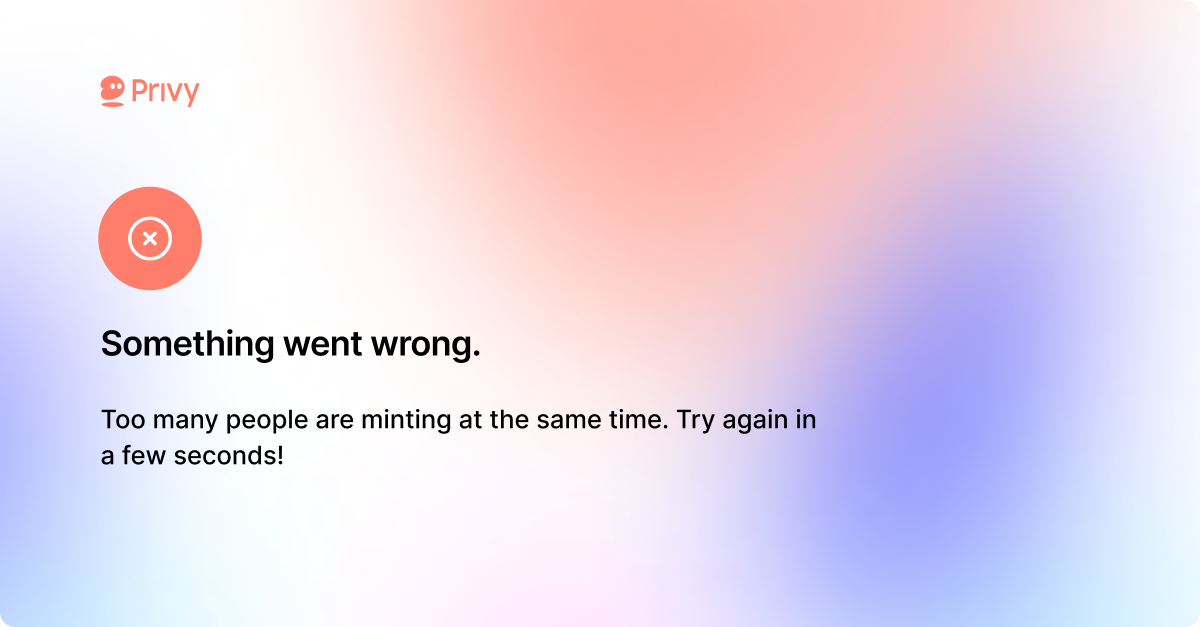 Privy
Something went wrong.
Too many people are minting at the same time. Try again in
a few seconds!